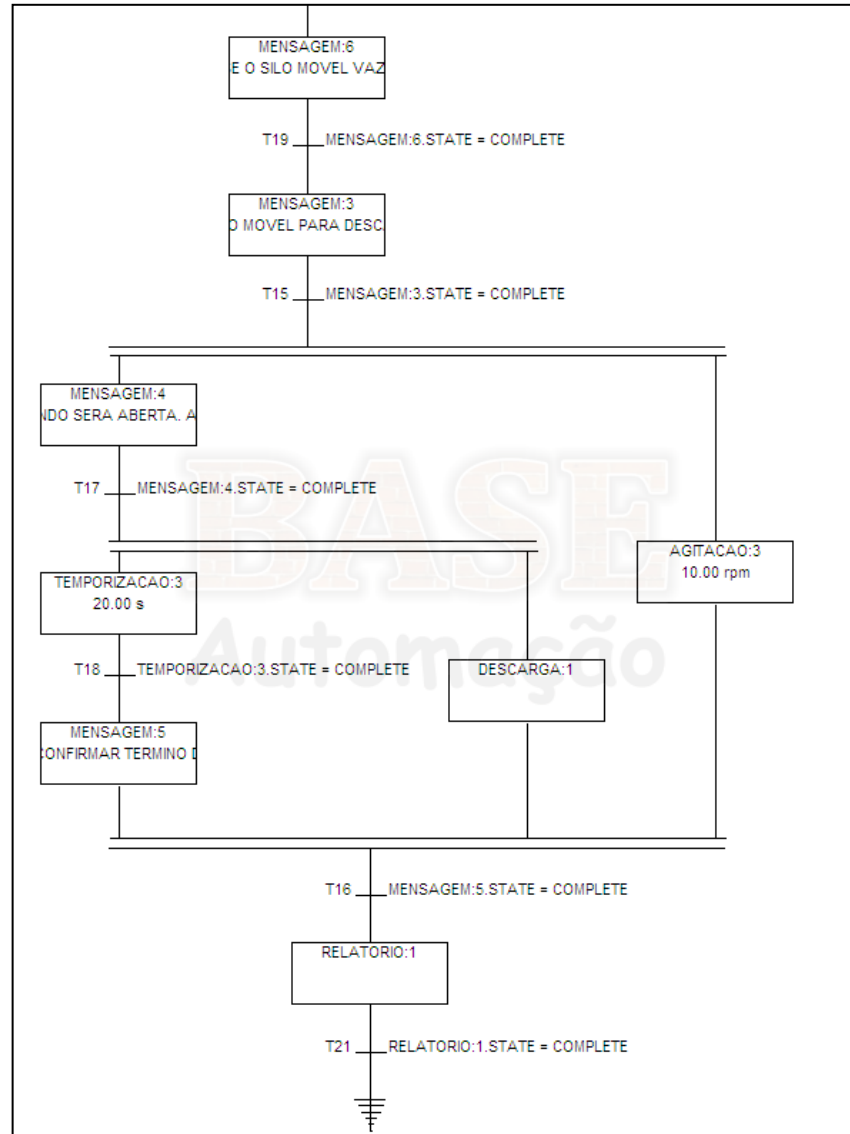 MENSAGEM:6
E O SILO MOVEL VAZ
T19 MENSAGEM:6.STATE = COMPLETE
MENSAGEM:3
O MOVEL PARA DESC
T15 MENSAGEM:3.STATE = COMPLETE
MENSAGEM:4
NDO SERA ABERTA. A
T17 MENSAGEM:4.STATE = COMPLETE
BASE
Automação
AGITACAO:3
10.00 rpm
TEMPORIZACAO:3
20.00 s
T18 TEMPORIZACAO:3.STATE = COMPLETE
DESCARGA:1
MENSAGEM:5
CONFIRMAR TERMINO D
T16 MENSAGEM:5.STATE = COMPLETE
RELATORIO:1
T21 RELATORIO:1.STATE = COMPLETE